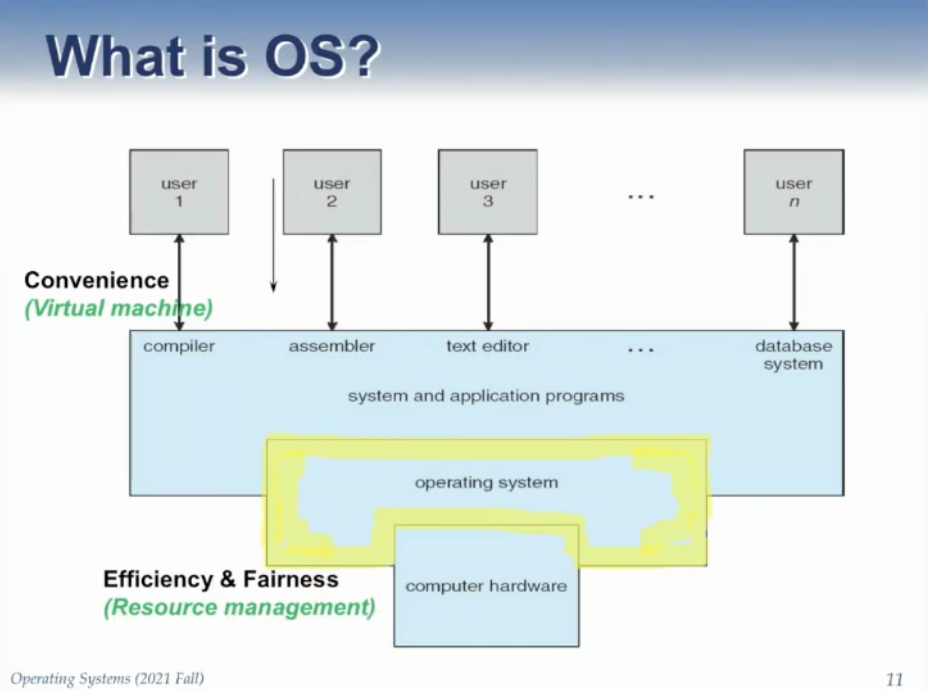 What is OS?
user
1
user
2
user
3
...
user
n
Convenience
(Virtual machine)
compiler
assembler
text editor
...
database
system
system and application programs
operating system
computer hardware
Efficiency & Fairness
(Resource management)
Operating Systems (2021 Fall)
11